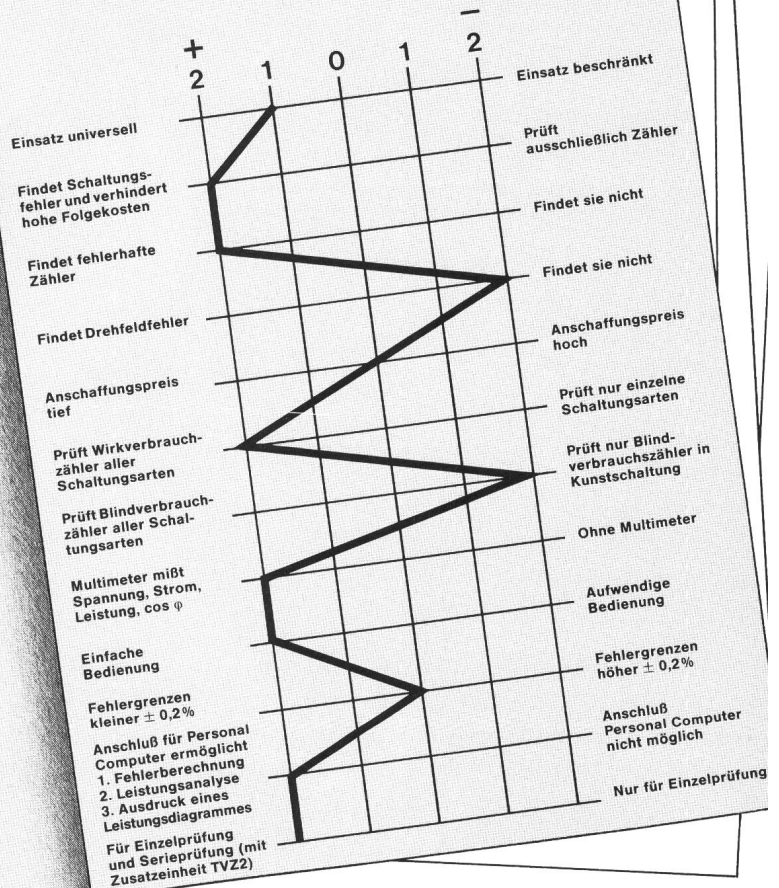 +
−
2 1 0 1 2
Einsatz universell
Einsatz beschränkt
Findet Schaltungs-
fehler und verhindert
hohe Folgekosten
Prüft
ausschließlich Zähler
Findet fehlerhafte
Zähler
Findet sie nicht
Findet Drehfeldfehler
Findet sie nicht
Anschaffungspreis
tief
Anschaffungspreis
hoch
Prüft Wirkverbrauch-
zähler aller
Schaltungsarten
Prüft nur einzelne
Schaltungsarten
Prüft Blindverbrauch-
zähler aller Schal-
tungsarten
Prüft nur Blind-
verbrauchszähler in
Kunstschaltung
Multimeter mißt
Spannung, Strom,
Leistung, cos φ
Ohne Multimeter
Einfache
Bedienung
Aufwendige
Bedienung
Fehlergrenzen
kleiner ± 0,2%
Fehlergrenzen
höher ± 0,2%
Anschluß für Personal
Computer ermöglicht
1. Fehlerberechnung
2. Leistungsanalyse
3. Ausdruck eines
Leistungsdiagrammes
Anschluß
Personal Computer
nicht möglich
Für Einzelprüfung
und Serieprüfung (mit
Zusatzeinheit TVZ2)
Nur für Einzelprüfung